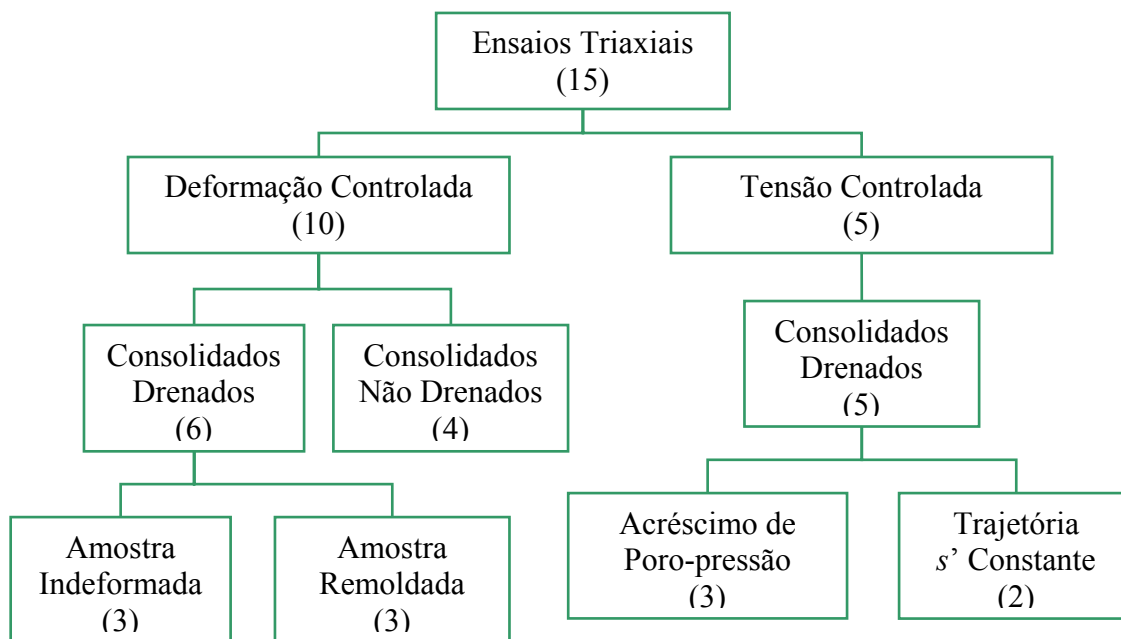 Ensaios Triaxiais
(15)
Deformação Controlada
(10)
Tensão Controlada
(5)
Consolidados
Drenados
(6)
Consolidados
Não Drenados
(4)
Consolidados
Drenados
(5)
Amostra
Indeformada
(3)
Amostra
Remoldada
(3)
Acréscimo de
Poro-pressão
(3)
Trajetória
s’ Constante
(2)